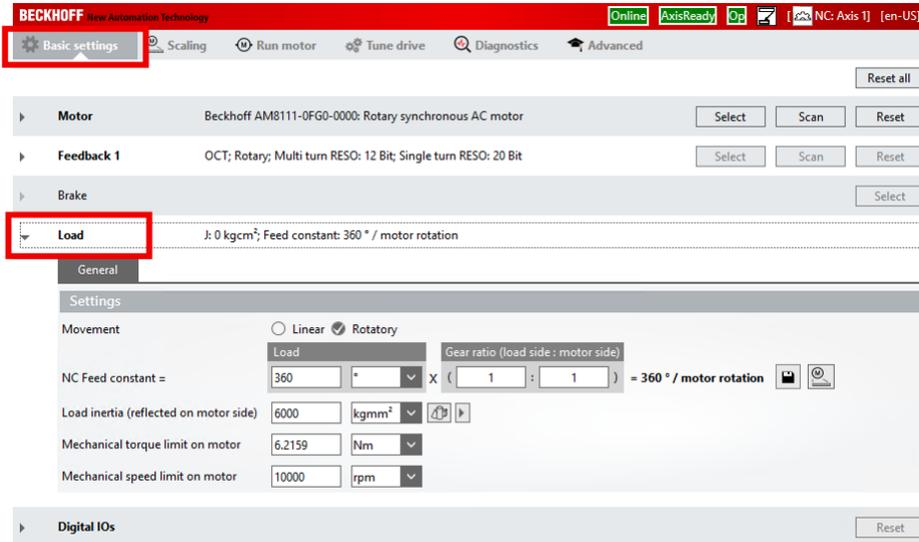 BECKHOFF New Automation Technology Online AxisReady Op [ NC: Axis 1] [en-US]
Basic settings Scaling Run motor Tune drive Diagnostics Advanced
Reset all
Motor Beckhoff AM8111-0FG0-0000: Rotary synchronous AC motor Select Scan Reset
Feedback 1 OCT; Rotary; Multi turn RESO: 12 Bit; Single turn RESO: 20 Bit Select Scan Reset
Brake Select
Load J: 0 kgcm²; Feed constant: 360 ° / motor rotation
General
Settings
Movement Linear Rotatory
Load Gear ratio (load side : motor side)
NC Feed constant = 360 ° X ( 1 : 1 ) = 360 ° / motor rotation
Load inertia (reflected on motor side) 6000 kgmm²
Mechanical torque limit on motor 6.2159 Nm
Mechanical speed limit on motor 10000 rpm
Digital IOs Reset